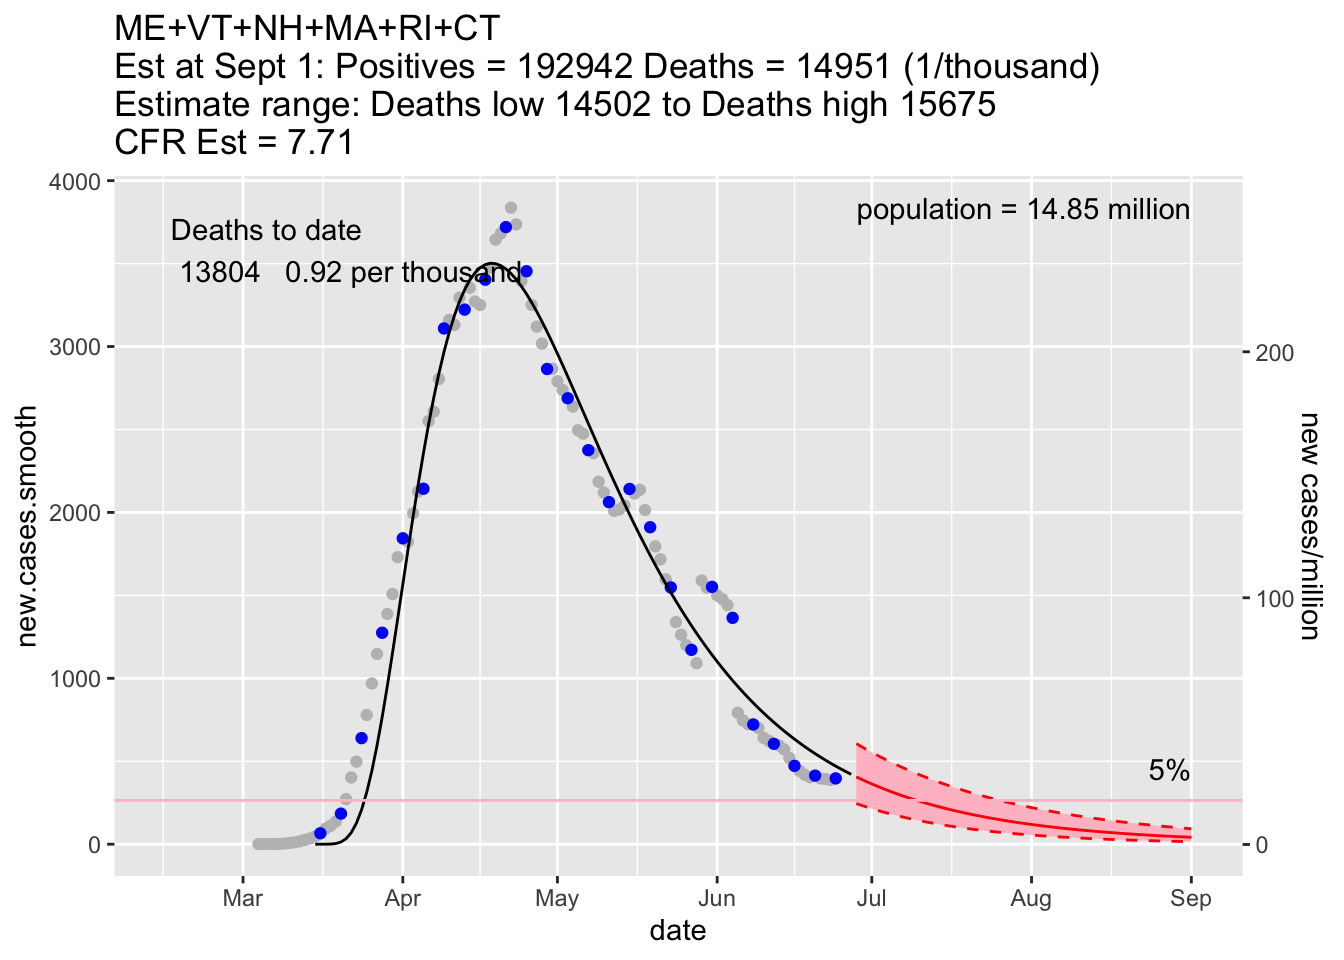 ME+VT+NH+MA+RI+CT
Est at Sept 1: Positives = 192942 Deaths = 14951 (1/thousand)
Estimate range: Deaths low 14502 to Deaths high 15675
CFR Est = 7.71
population = 14.85 million
Deaths to date
13804 0.92 per thousand
5%
4000
3000
2000
1000
0
new.cases.smooth
200
100
0
new cases/million
Mar Apr May Jun Jul Aug Sep
date